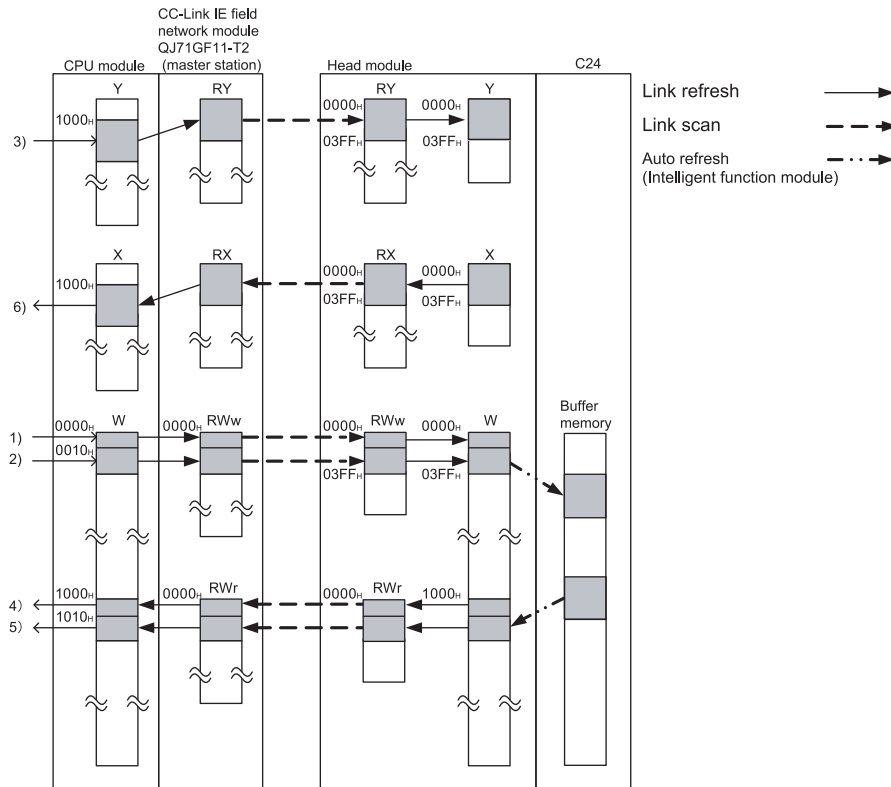 CC-Link IE field
network module
QJ71GF11-T2
(master station)
CPU module
Head module
C24
Y
RY
RY
Y
1000H
0000H
0000H
3)
03FFH
03FFH
Link refresh
Link scan
Auto refresh
(Intelligent function module)
X
RX
RX
X
1000H
0000H
0000H
6)
03FFH
03FFH
W
RWw
RWw
W
Buffer
memory
0000H
0000H
0000H
0000H
1)
0010H
2)
03FFH
03FFH
RWr
RWr
1000H
0000H
0000H
1000H
4)
1010H
5)